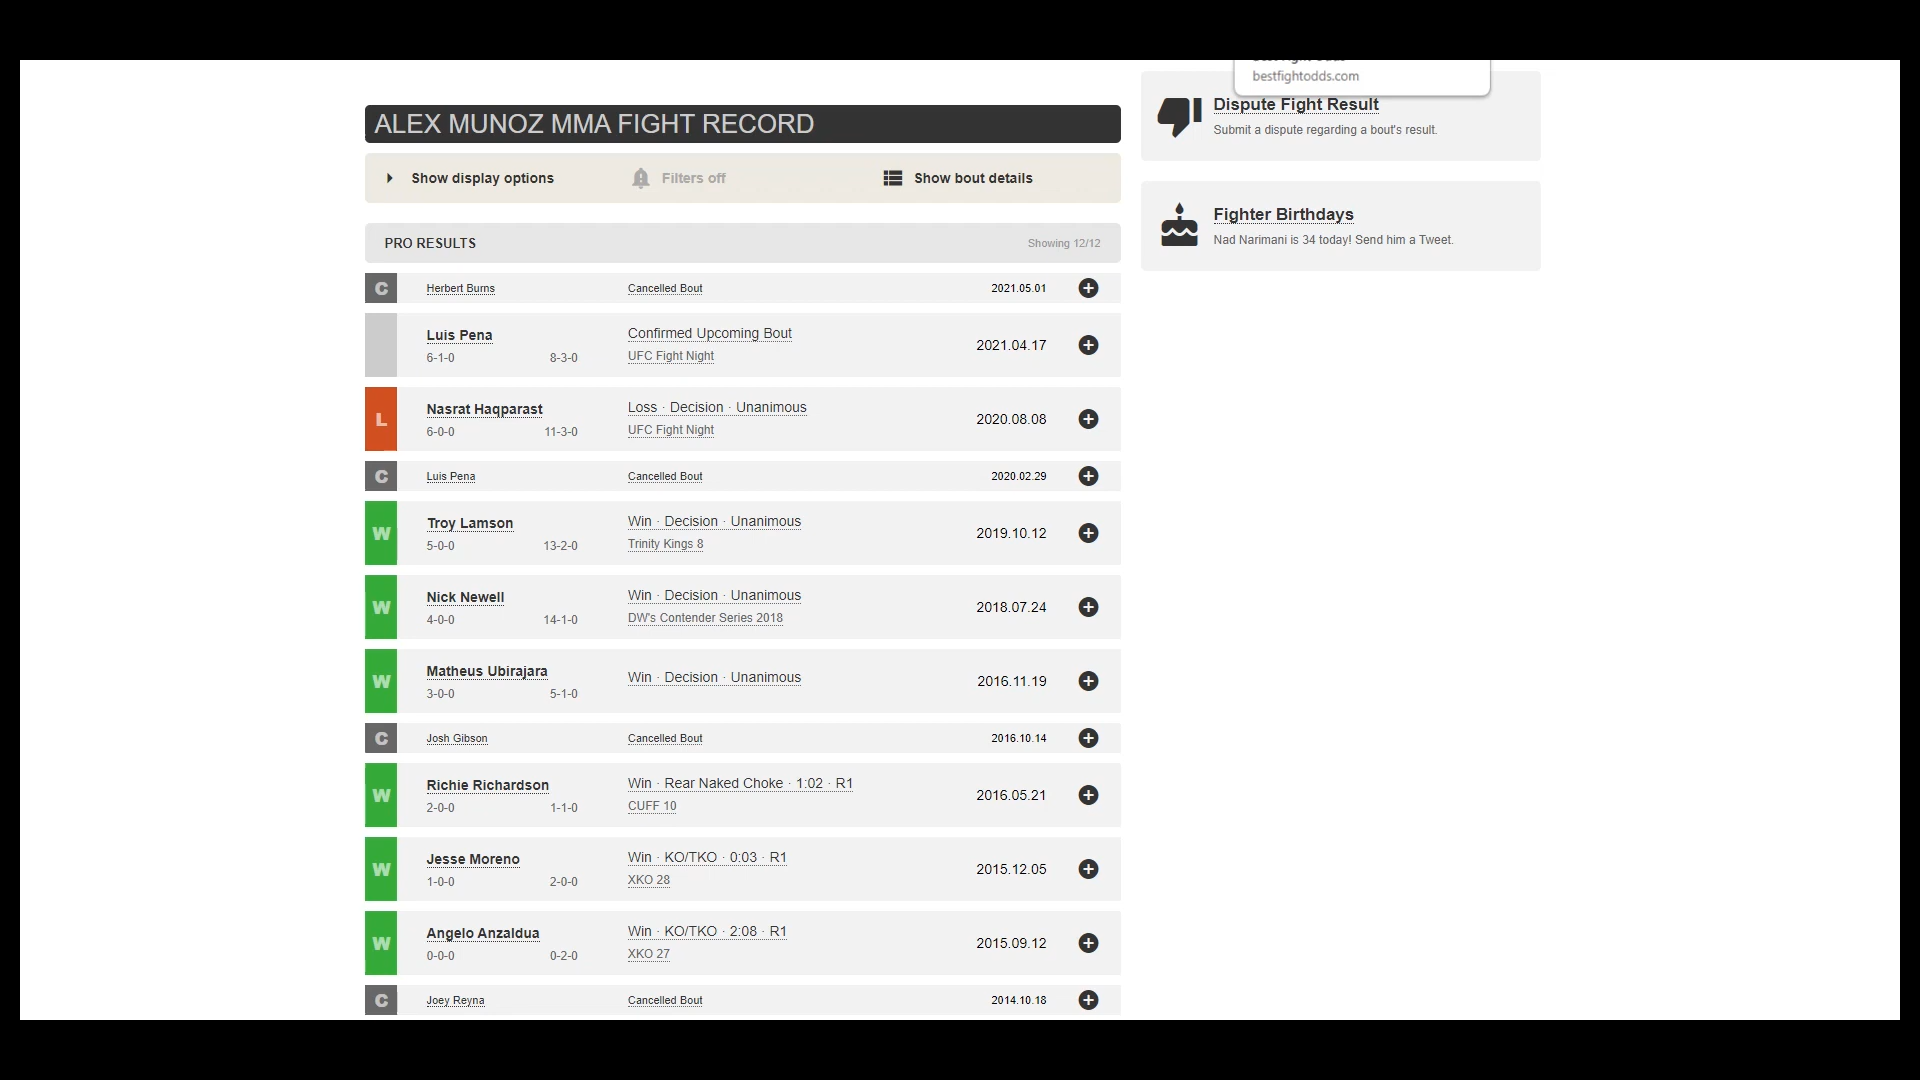 bestfightodds.com
Dispute Fight Result
Submit a dispute regarding a bout's result.
ALEX MUNOZ MMA FIGHT RECORD
Show display options Filters off Show bout details
Fighter Birthdays
Nad Narimani is 34 today! Send him a Tweet.
PRO RESULTS Showing 12/12
C Herbert Burns Cancelled Bout 2021.05.01
Luis Pena Confirmed Upcoming Bout 2021.04.17
6-1-0 8-3-0 UFC Fight Night
L Nasrat Haqparast Loss · Decision · Unanimous 2020.08.08
6-0-0 11-3-0 UFC Fight Night
C Luis Pena Cancelled Bout 2020.02.29
W Troy Lamson Win · Decision · Unanimous 2019.10.12
5-0-0 13-2-0 Trinity Kings 8
W Nick Newell Win · Decision · Unanimous 2018.07.24
4-0-0 14-1-0 DW's Contender Series 2018
W Matheus Ubirajara Win · Decision · Unanimous 2016.11.19
3-0-0 5-1-0
C Josh Gibson Cancelled Bout 2016.10.14
W Richie Richardson Win · Rear Naked Choke · 1:02 · R1 2016.05.21
2-0-0 1-1-0 CUFF 10
W Jesse Moreno Win · KO/TKO · 0:03 · R1 2015.12.05
1-0-0 2-0-0 XKO 28
W Angelo Anzaldua Win · KO/TKO · 2:08 · R1 2015.09.12
0-0-0 0-2-0 XKO 27
C Joey Reyna Cancelled Bout 2014.10.18